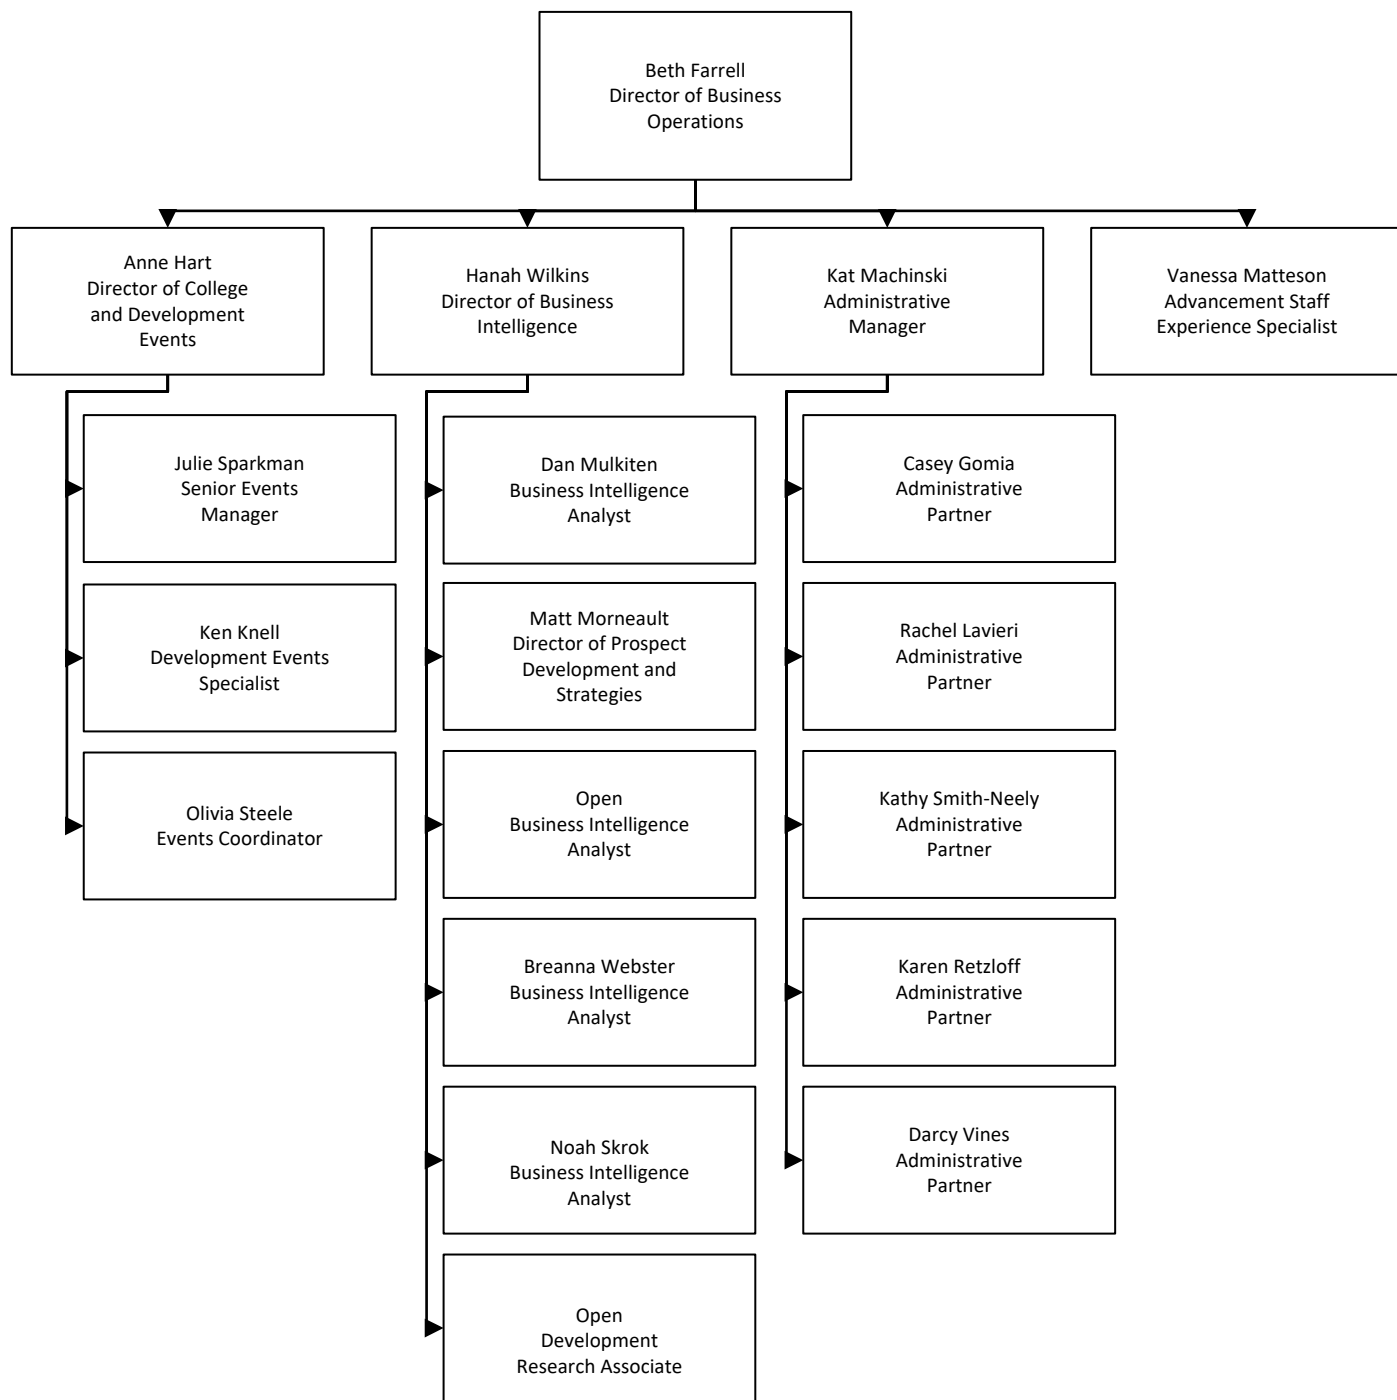 Beth Farrell
Director of Business
Operations
Anne Hart
Director of College
and Development
Events
Hanah Wilkins
Director of Business
Intelligence
Kat Machinski
Administrative
Manager
Vanessa Matteson
Advancement Staff
Experience Specialist
Julie Sparkman
Senior Events
Manager
Ken Knell
Development Events
Specialist
Olivia Steele
Events Coordinator
Dan Mulkiten
Business Intelligence
Analyst
Matt Morneault
Director of Prospect
Development and
Strategies
Open
Business Intelligence
Analyst
Breanna Webster
Business Intelligence
Analyst
Noah Skrok
Business Intelligence
Analyst
Open
Development
Research Associate
Casey Gomia
Administrative
Partner
Rachel Lavieri
Administrative
Partner
Kathy Smith-Neely
Administrative
Partner
Karen Retzloff
Administrative
Partner
Darcy Vines
Administrative
Partner